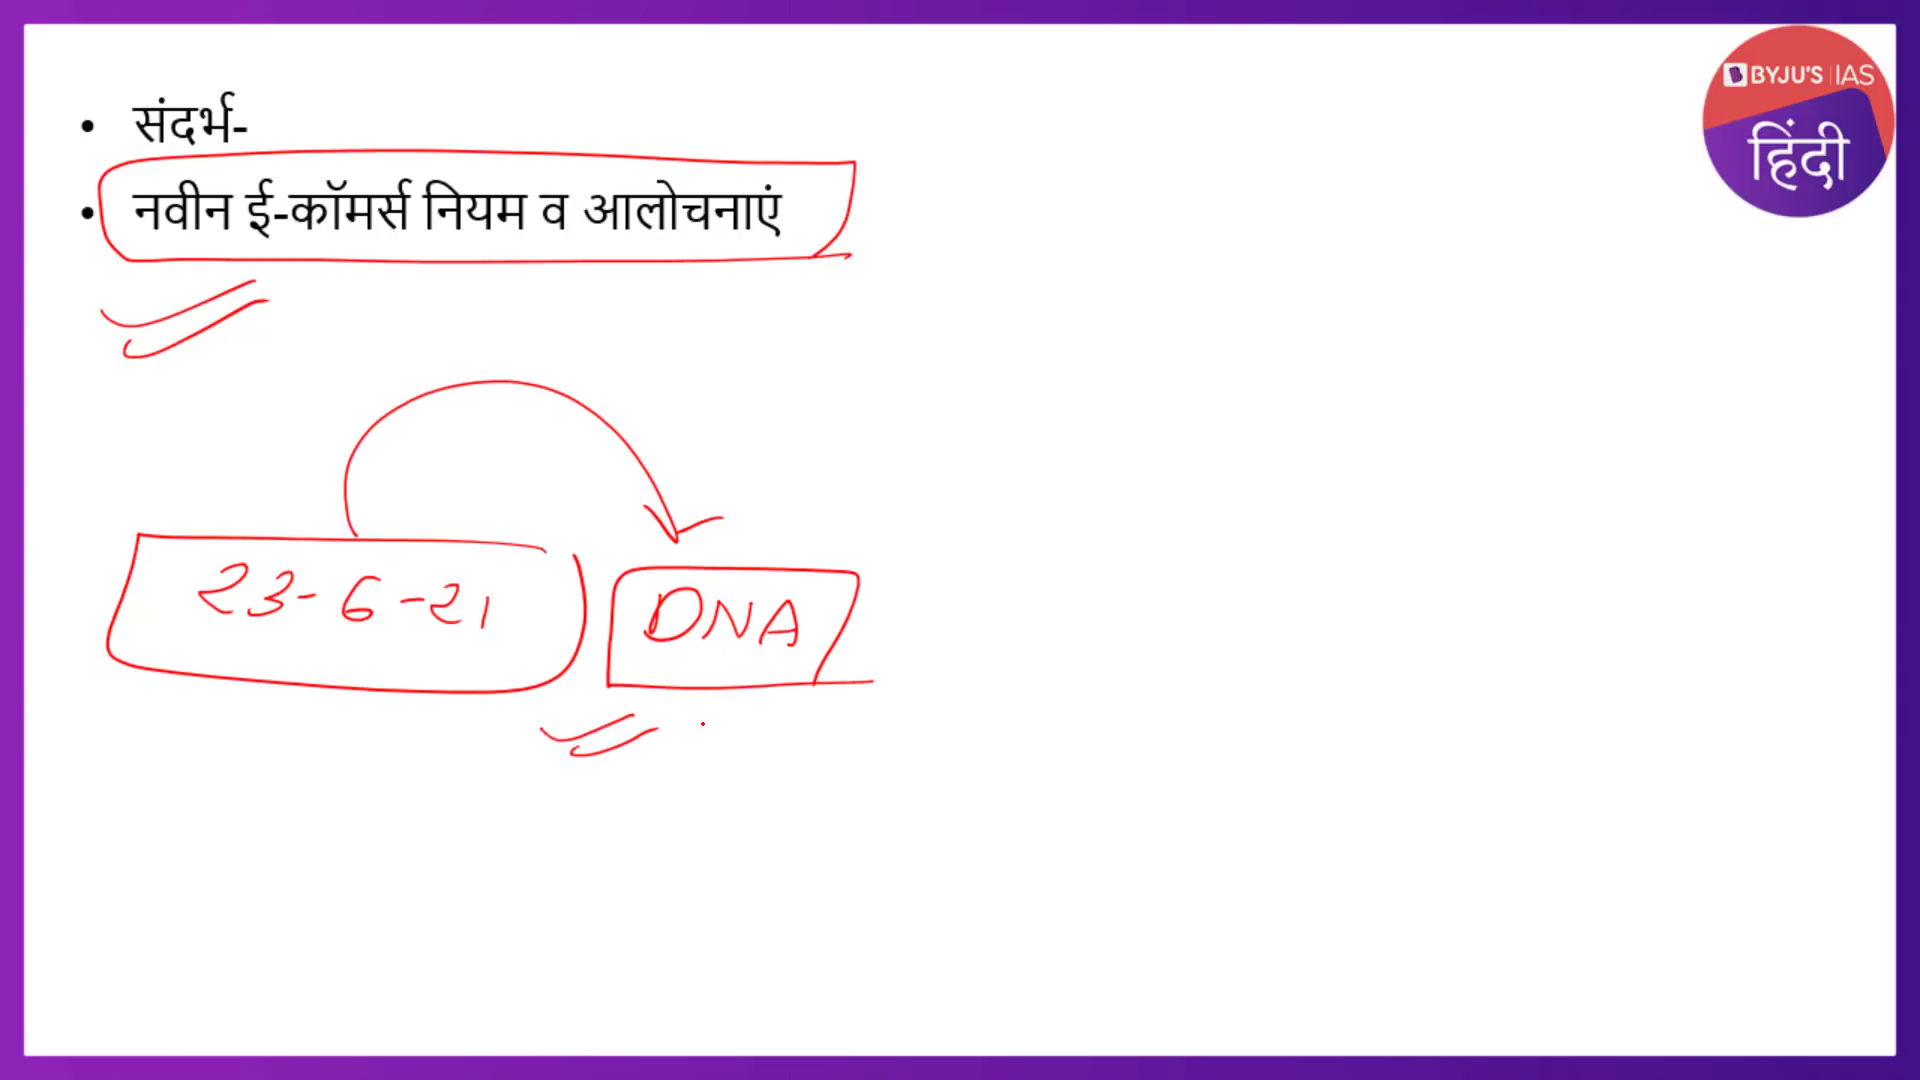 • संदर्भ-
• नवीन ई-कॉमर्स नियम व आलोचनाएं
23-6-21
DNA
BYJU'S IAS
हिंदी